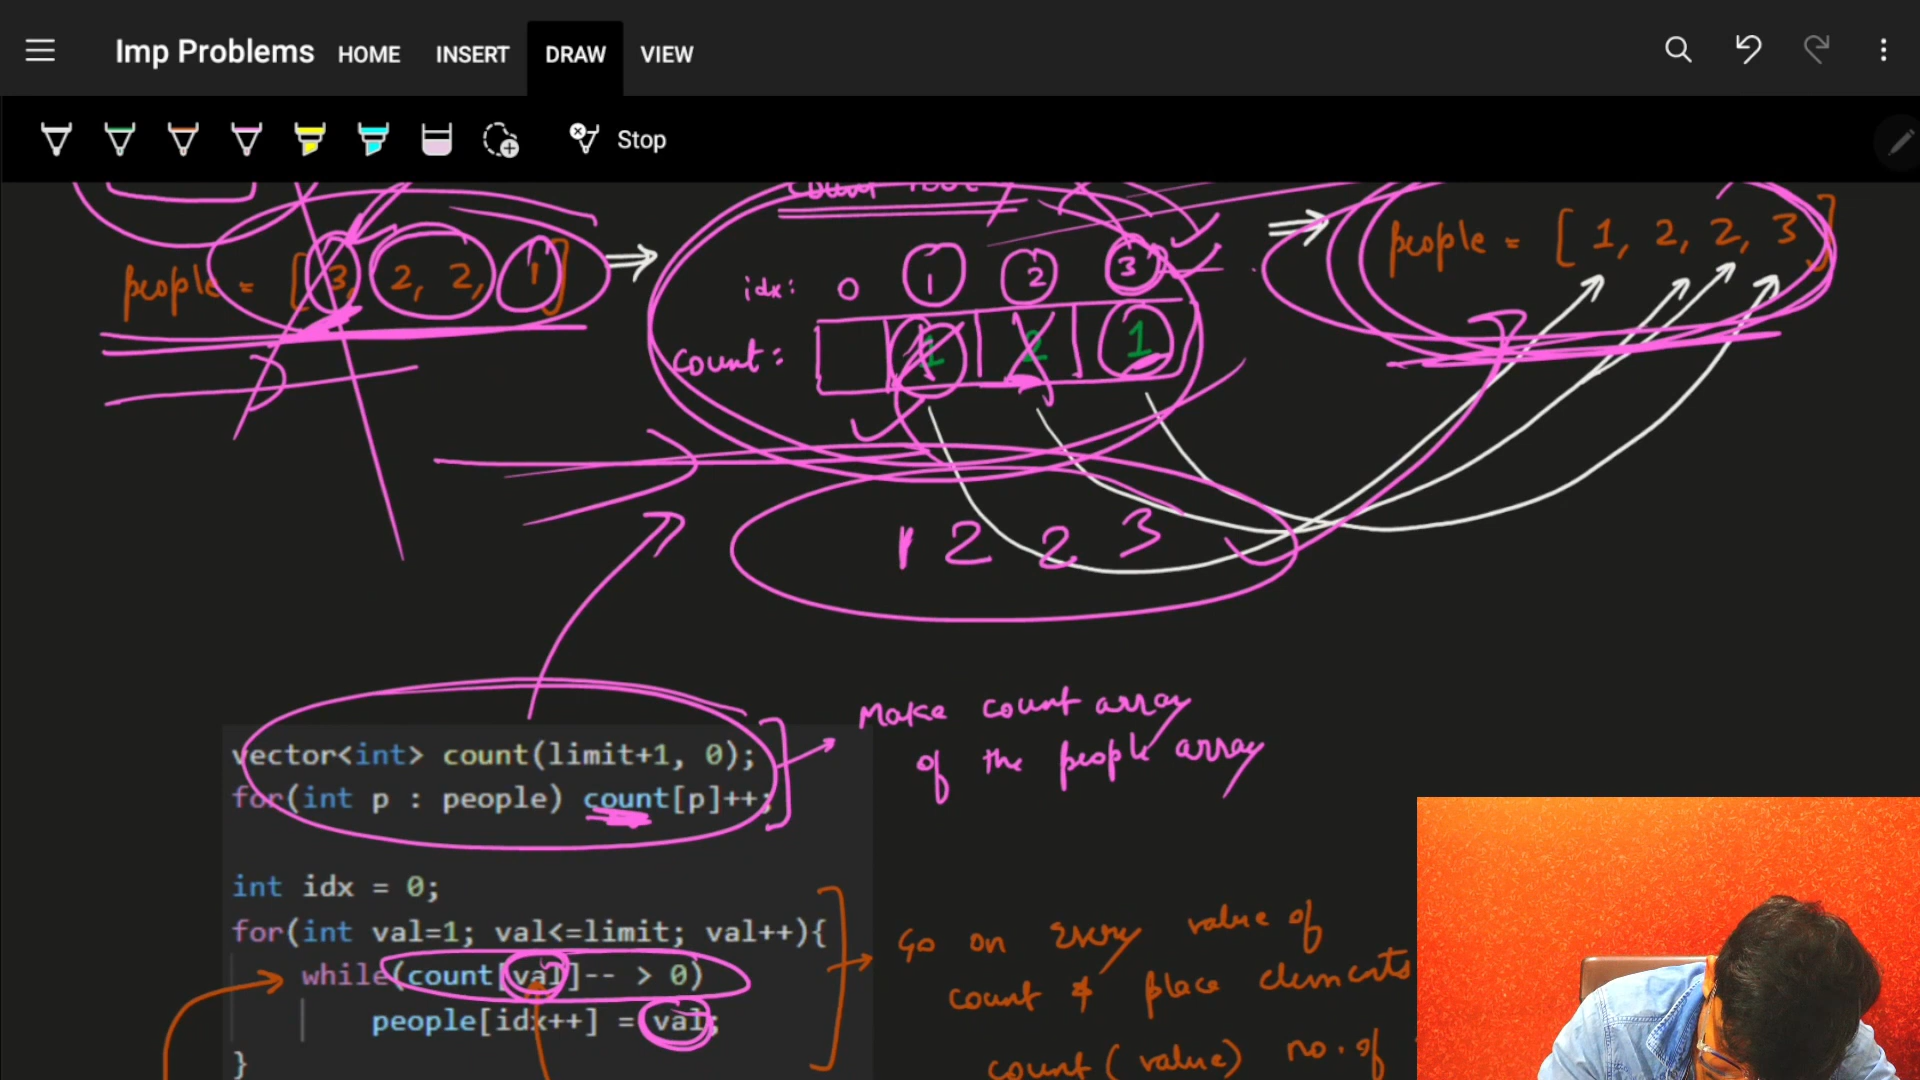 Imp Problems HOME INSERT DRAW VIEW
Stop
people = [3, 2, 2, 1]
idx: 0 1 2 3
count: 1 2 1
people = [1, 2, 2, 3]
1 2 2 3
vector<int> count(limit+1, 0);
for(int p : people) count[p]++;
Make count array
of the people array
int idx = 0;
for(int val=1; val<=limit; val++){
while(count[val]-- > 0)
people[idx++] = val;
}
Go on every value of
count & place elements
count (value) no. of